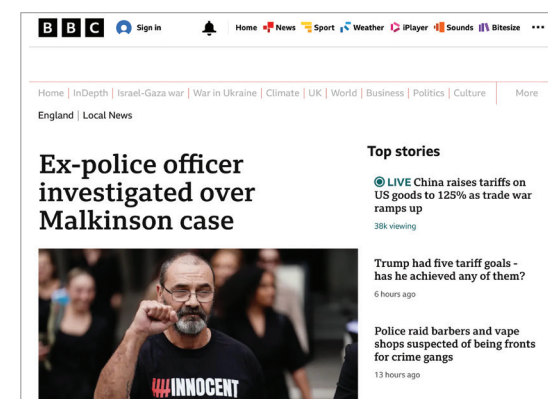 BBC Sign in Home News Sport Weather iPlayer Sounds Bitesize •••
Home | InDepth | Israel-Gaza war | War in Ukraine | Climate | UK | World | Business | Politics | Culture More
England | Local News
Ex-police officer
investigated over
Malkinson case
INNOCENT
Top stories
LIVE China raises tariffs on
US goods to 125% as trade war
ramps up
38k viewing
Trump had five tariff goals -
has he achieved any of them?
6 hours ago
Police raid barbers and vape
shops suspected of being fronts
for crime gangs
13 hours ago